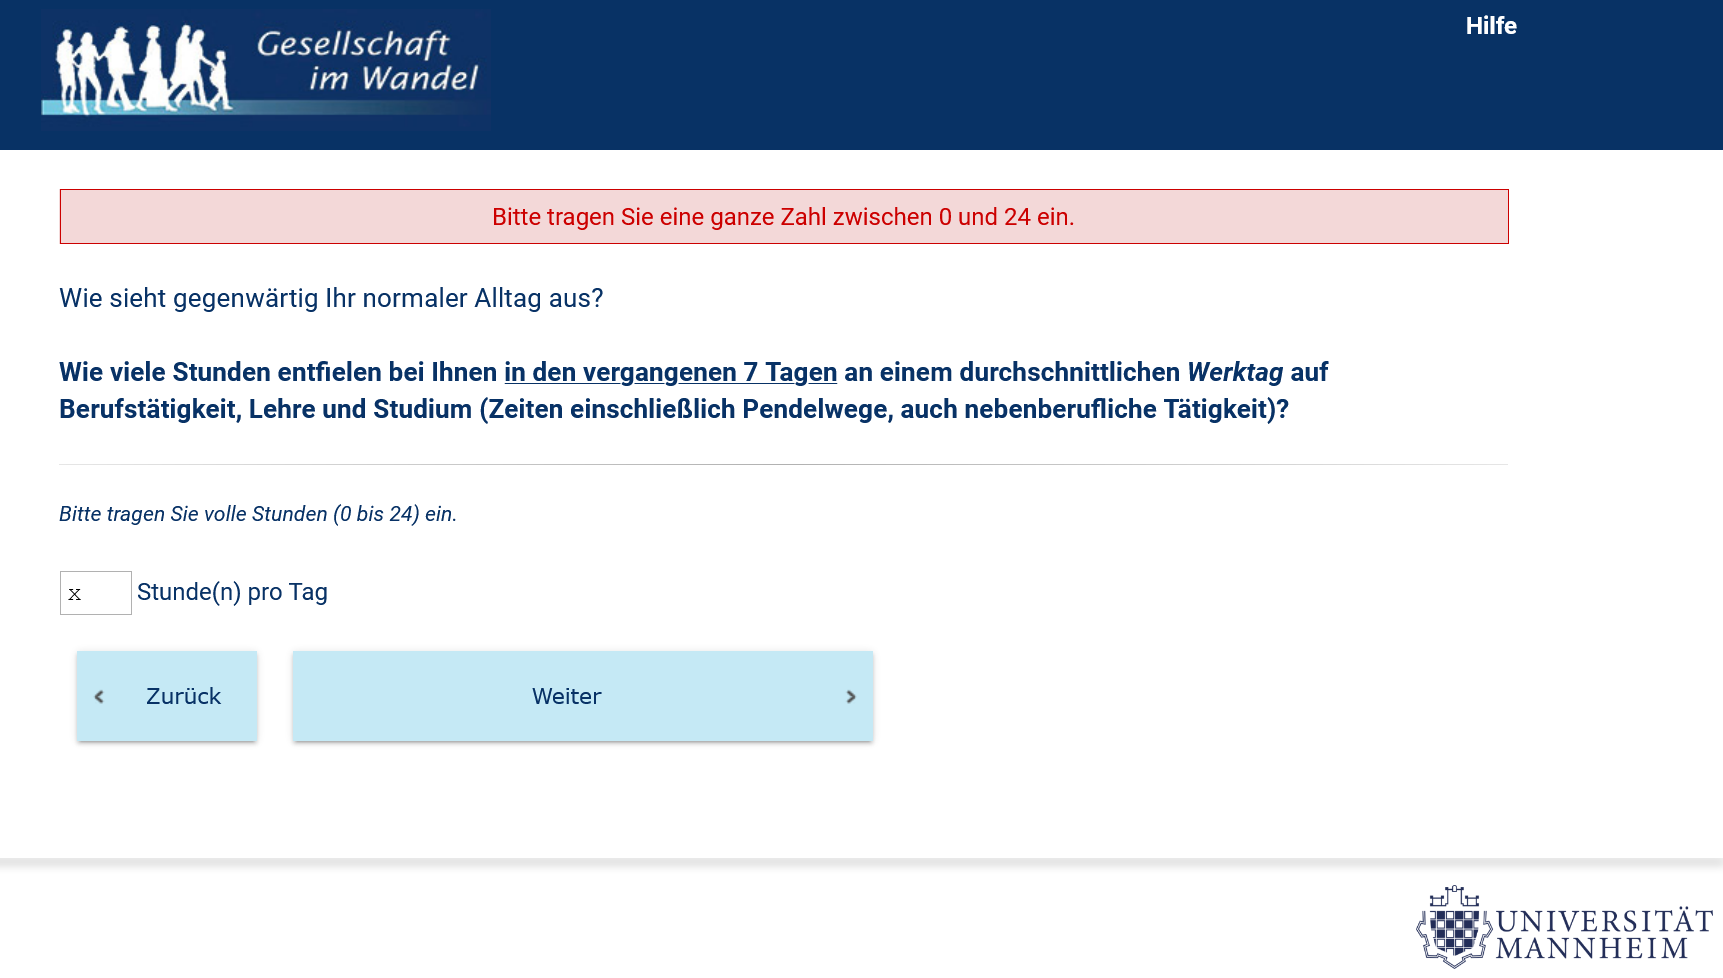 Gesellschaft
im Wandel
Hilfe
Bitte tragen Sie eine ganze Zahl zwischen 0 und 24 ein.
Wie sieht gegenwärtig Ihr normaler Alltag aus?
Wie viele Stunden entfielen bei Ihnen in den vergangenen 7 Tagen an einem durchschnittlichen Werktag auf
Berufstätigkeit, Lehre und Studium (Zeiten einschließlich Pendelwege, auch nebenberufliche Tätigkeit)?
Bitte tragen Sie volle Stunden (0 bis 24) ein.
x Stunde(n) pro Tag
Zurück Weiter
UNIVERSITÄT
MANNHEIM